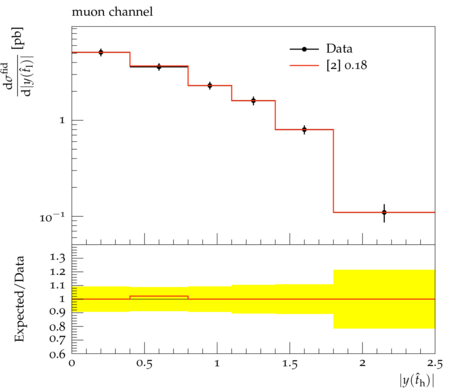 muon channel
dσ^fid / d|y(t̂_l)| [pb]
Data
[2] 0.18
1
10⁻¹
Expected/Data
1.3
1.2
1.1
1
0.9
0.8
0.7
0.6
0 0.5 1 1.5 2 2.5
|y(t̂_h)|